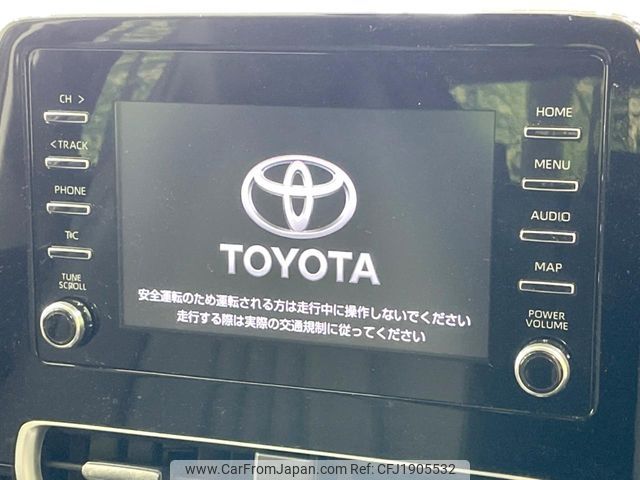 CH >
< TRACK
PHONE
T·C
TUNE
SCROLL
TOYOTA
安全運転のため運転される方は走行中に操作しないでください
走行する際は実際の交通規制に従ってください
HOME
MENU
AUDIO
MAP
POWER
VOLUME
www.CarFromJapan.com - CFJ1905532